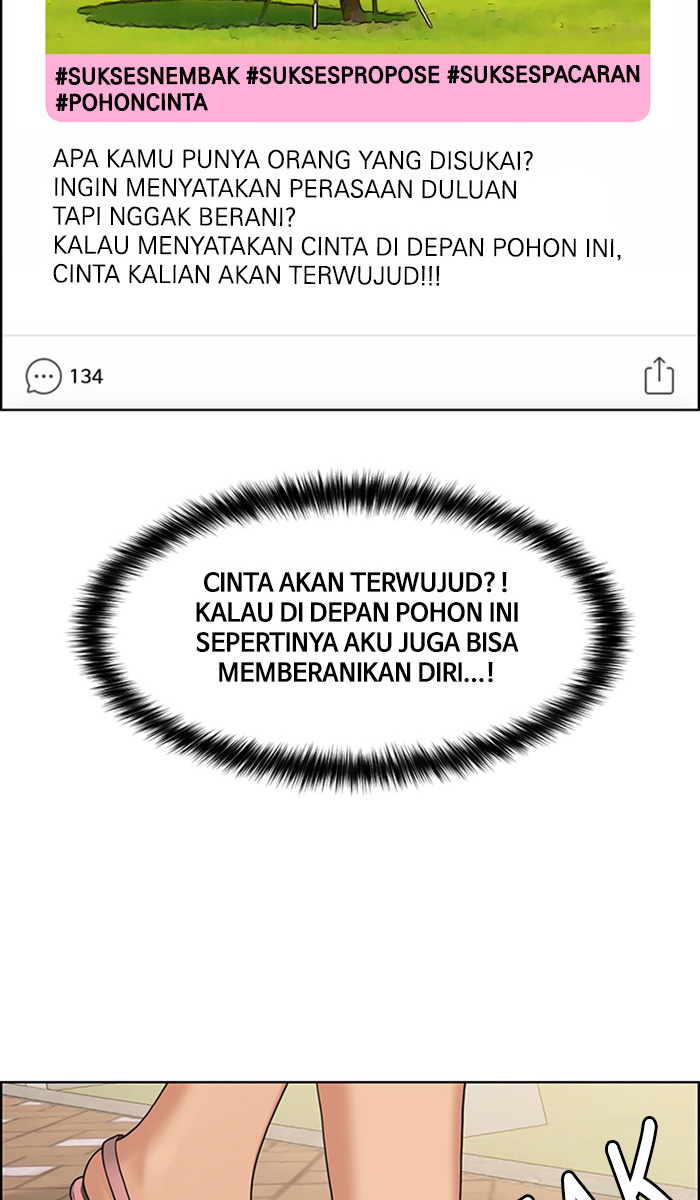 #SUKSESNEMBAK #SUKSESPROPOSE #SUKSESPACARAN
#POHONCINTA
APA KAMU PUNYA ORANG YANG DISUKAI?
INGIN MENYATAKAN PERASAAN DULUAN
TAPI NGGAK BERANI?
KALAU MENYATAKAN CINTA DI DEPAN POHON INI,
CINTA KALIAN AKAN TERWUJUD!!!
134
CINTA AKAN TERWUJUD?!
KALAU DI DEPAN POHON INI
SEPERTINYA AKU JUGA BISA
MEMBERANIKAN DIRI...!